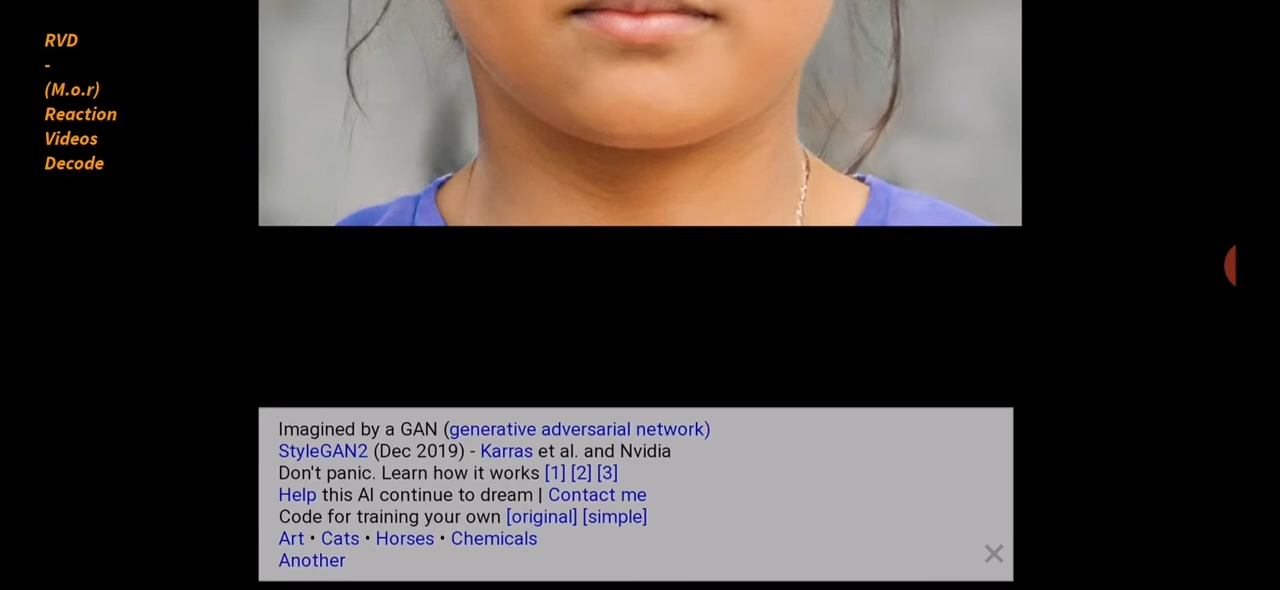 RVD
-
(M.o.r)
Reaction
Videos
Decode
Imagined by a GAN (generative adversarial network)
StyleGAN2 (Dec 2019) - Karras et al. and Nvidia
Don't panic. Learn how it works [1] [2] [3]
Help this AI continue to dream | Contact me
Code for training your own [original] [simple]
Art • Cats • Horses • Chemicals
Another